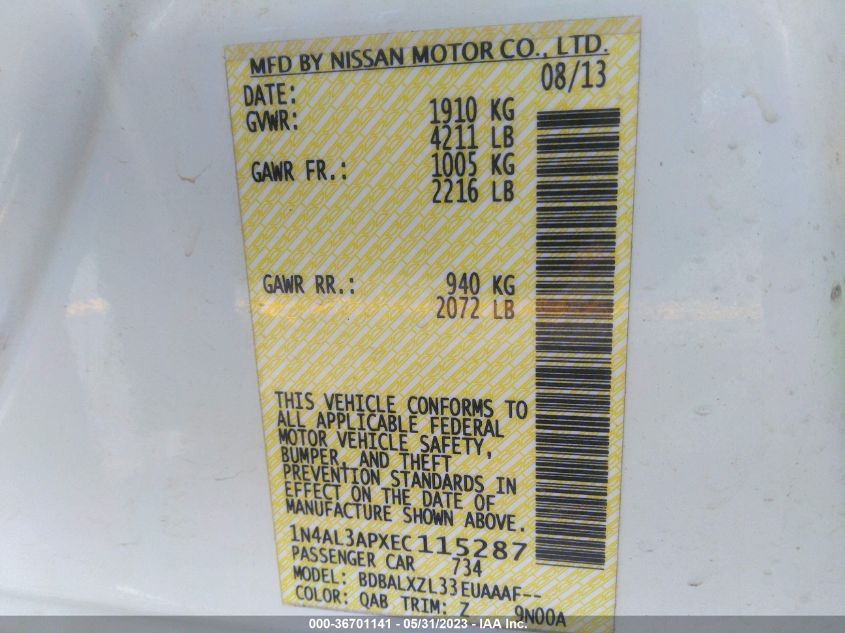 MFD BY NISSAN MOTOR CO., LTD.
DATE: 08/13
GVWR: 1910 KG
4211 LB
GAWR FR.: 1005 KG
2216 LB
GAWR RR.: 940 KG
2072 LB
THIS VEHICLE CONFORMS TO
ALL APPLICABLE FEDERAL
MOTOR VEHICLE SAFETY,
BUMPER, AND THEFT
PREVENTION STANDARDS IN
EFFECT ON THE DATE OF
MANUFACTURE SHOWN ABOVE.
1N4AL3APXEC115287
PASSENGER CAR 734
MODEL: BDBALXZL33EUAAAF--
COLOR: QAB TRIM: Z 9N00A
000-36701141 - 05/31/2023 - IAA Inc.